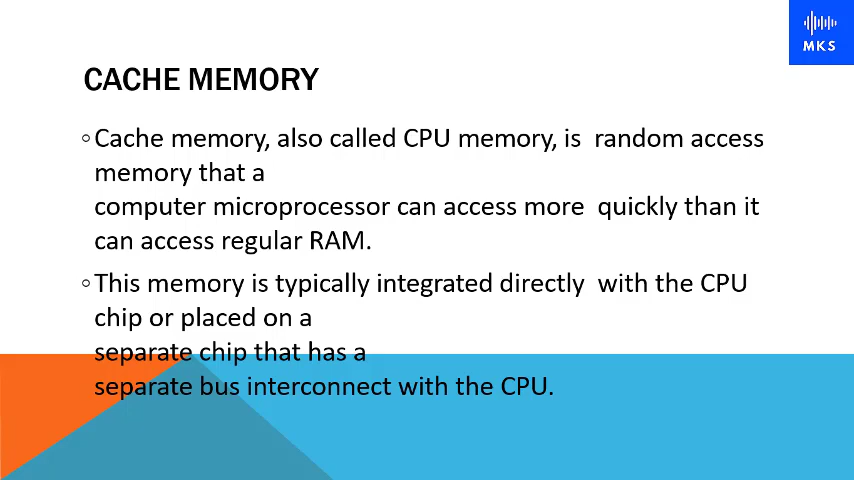 MKS
CACHE MEMORY
◦Cache memory, also called CPU memory, is  random access
memory that a
computer microprocessor can access more  quickly than it
can access regular RAM.
◦This memory is typically integrated directly  with the CPU
chip or placed on a
separate chip that has a
separate bus interconnect with the CPU.